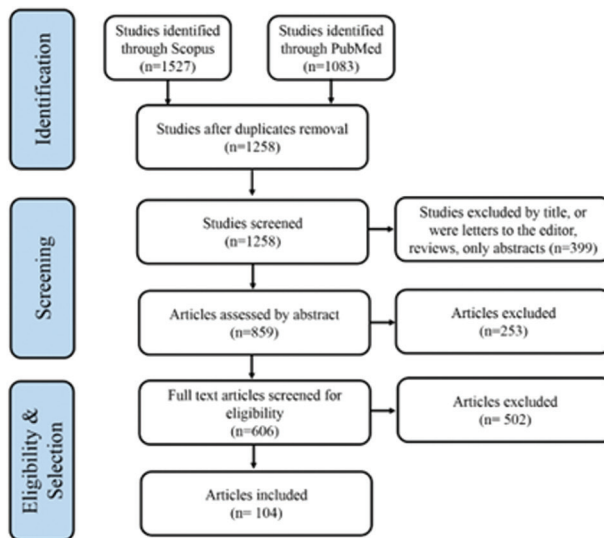 Identification
Studies identified
through Scopus
(n=1527)
Studies identified
through PubMed
(n=1083)
Studies after duplicates removal
(n=1258)
Screening
Studies screened
(n=1258)
Studies excluded by title, or
were letters to the editor,
reviews, only abstracts (n=399)
Articles assessed by abstract
(n=859)
Articles excluded
(n=253)
Eligibility &
Selection
Full text articles screened for
eligibility
(n=606)
Articles excluded
(n= 502)
Articles included
(n= 104)